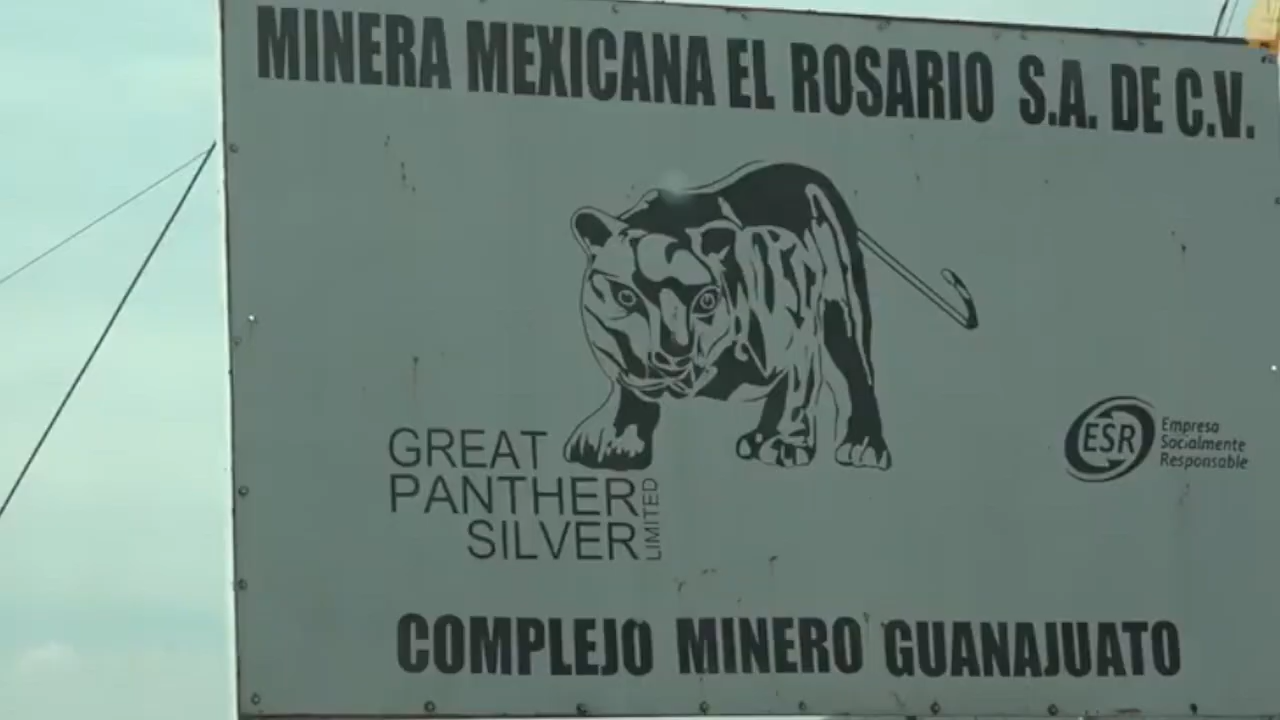 MINERA MEXICANA EL ROSARIO S.A. DE C.V.
GREAT
PANTHER
SILVER
LIMITED
ESR
Empresa
Socialmente
Responsable
COMPLEJO MINERO GUANAJUATO